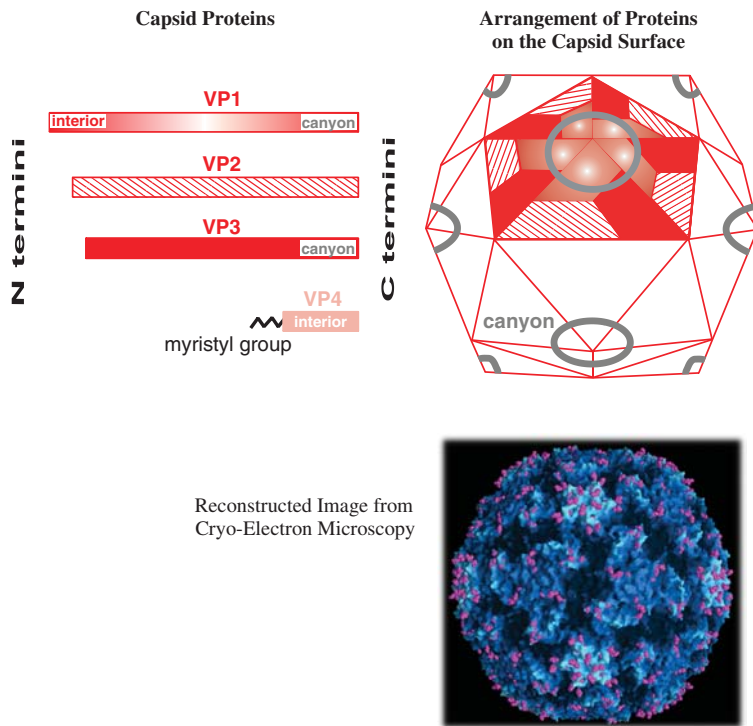 Capsid Proteins
Arrangement of Proteins
on the Capsid Surface
N termini
VP1
interior
canyon
VP2
VP3
canyon
VP4
interior
myristyl group
C termini
canyon
Reconstructed Image from
Cryo-Electron Microscopy